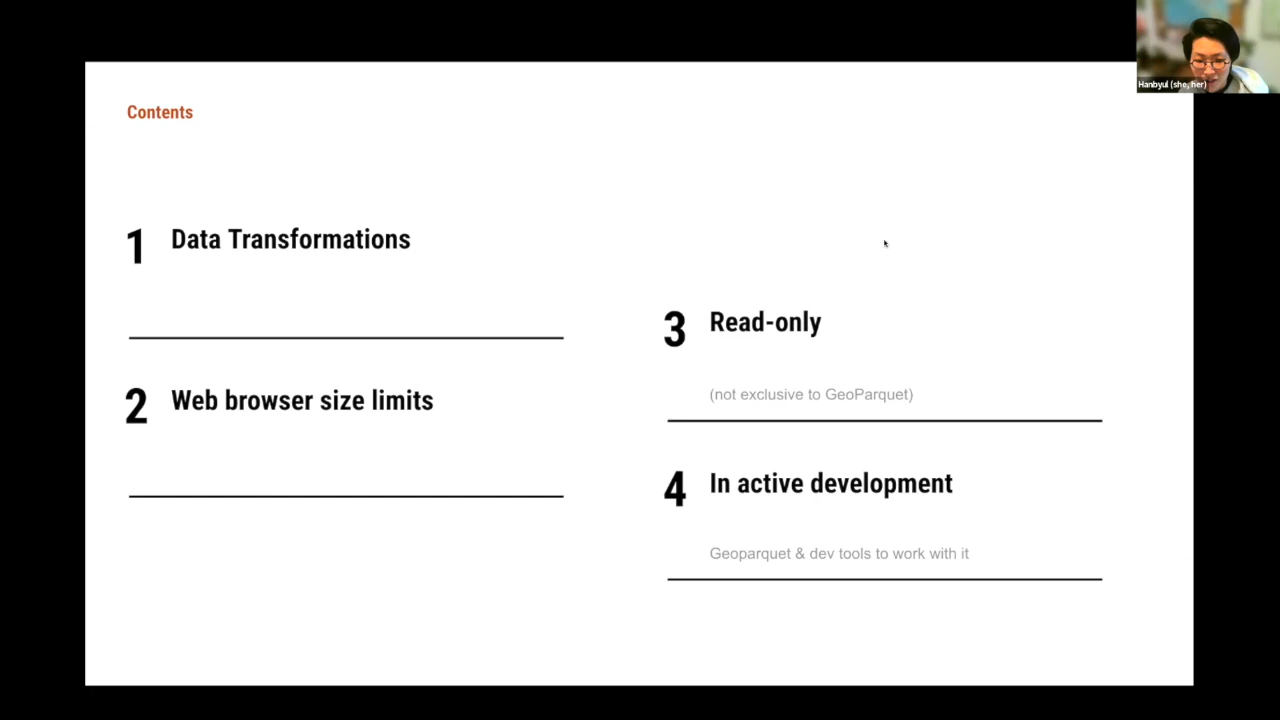 Contents
1 Data Transformations
2 Web browser size limits
3 Read-only
(not exclusive to GeoParquet)
4 In active development
Geoparquet & dev tools to work with it
Hanbyul (she, her)